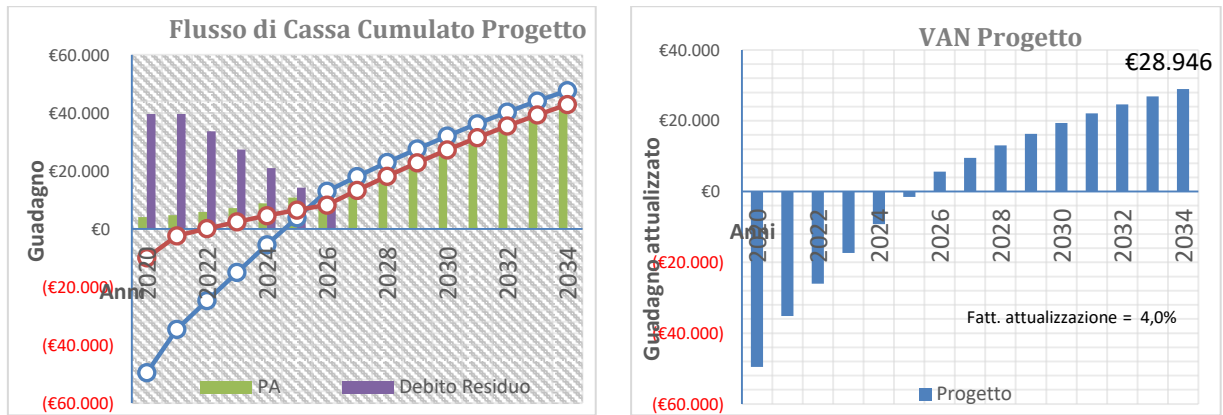 Flusso di Cassa Cumulato Progetto
€60.000
€40.000
€20.000
€0
(€20.000)
(€40.000)
(€60.000)
Guadagno
Anni
2010
2022
2024
2026
2028
2030
2032
2034
PA
Debito Residuo
VAN Progetto
€40.000
€20.000
€0
(€20.000)
(€40.000)
(€60.000)
Guadagno attualizzato
Anni
2022
2024
2026
2028
2030
2032
2034
€28.946
Fatt. attualizzazione = 4,0%
Progetto